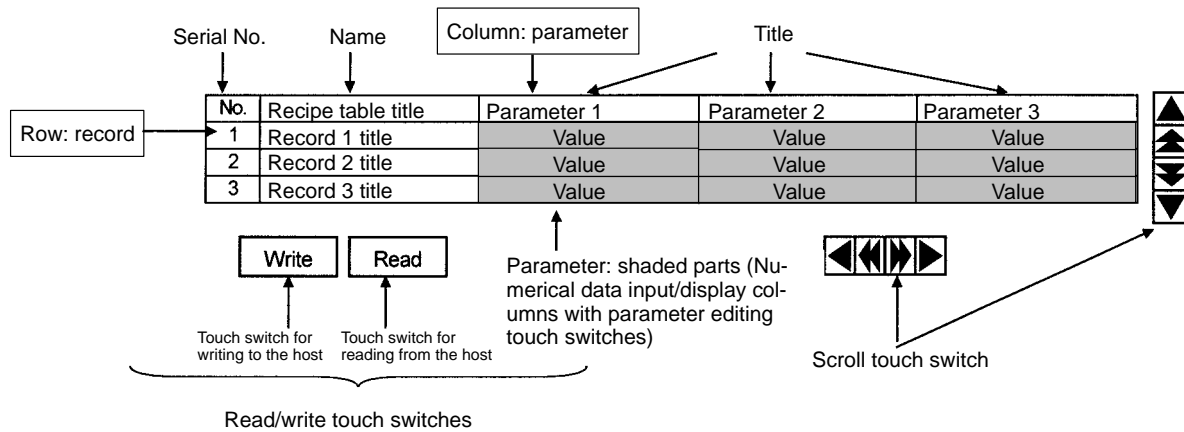 Serial No.
Name
Column: parameter
Title
Row: record
No. Recipe table title Parameter 1 Parameter 2 Parameter 3
1 Record 1 title Value Value Value
2 Record 2 title Value Value Value
3 Record 3 title Value Value Value
Write
Read
Touch switch for
writing to the host
Touch switch for
reading from the host
Parameter: shaded parts (Nu-
merical data input/display col-
umns with parameter editing
touch switches)
Scroll touch switch
Read/write touch switches